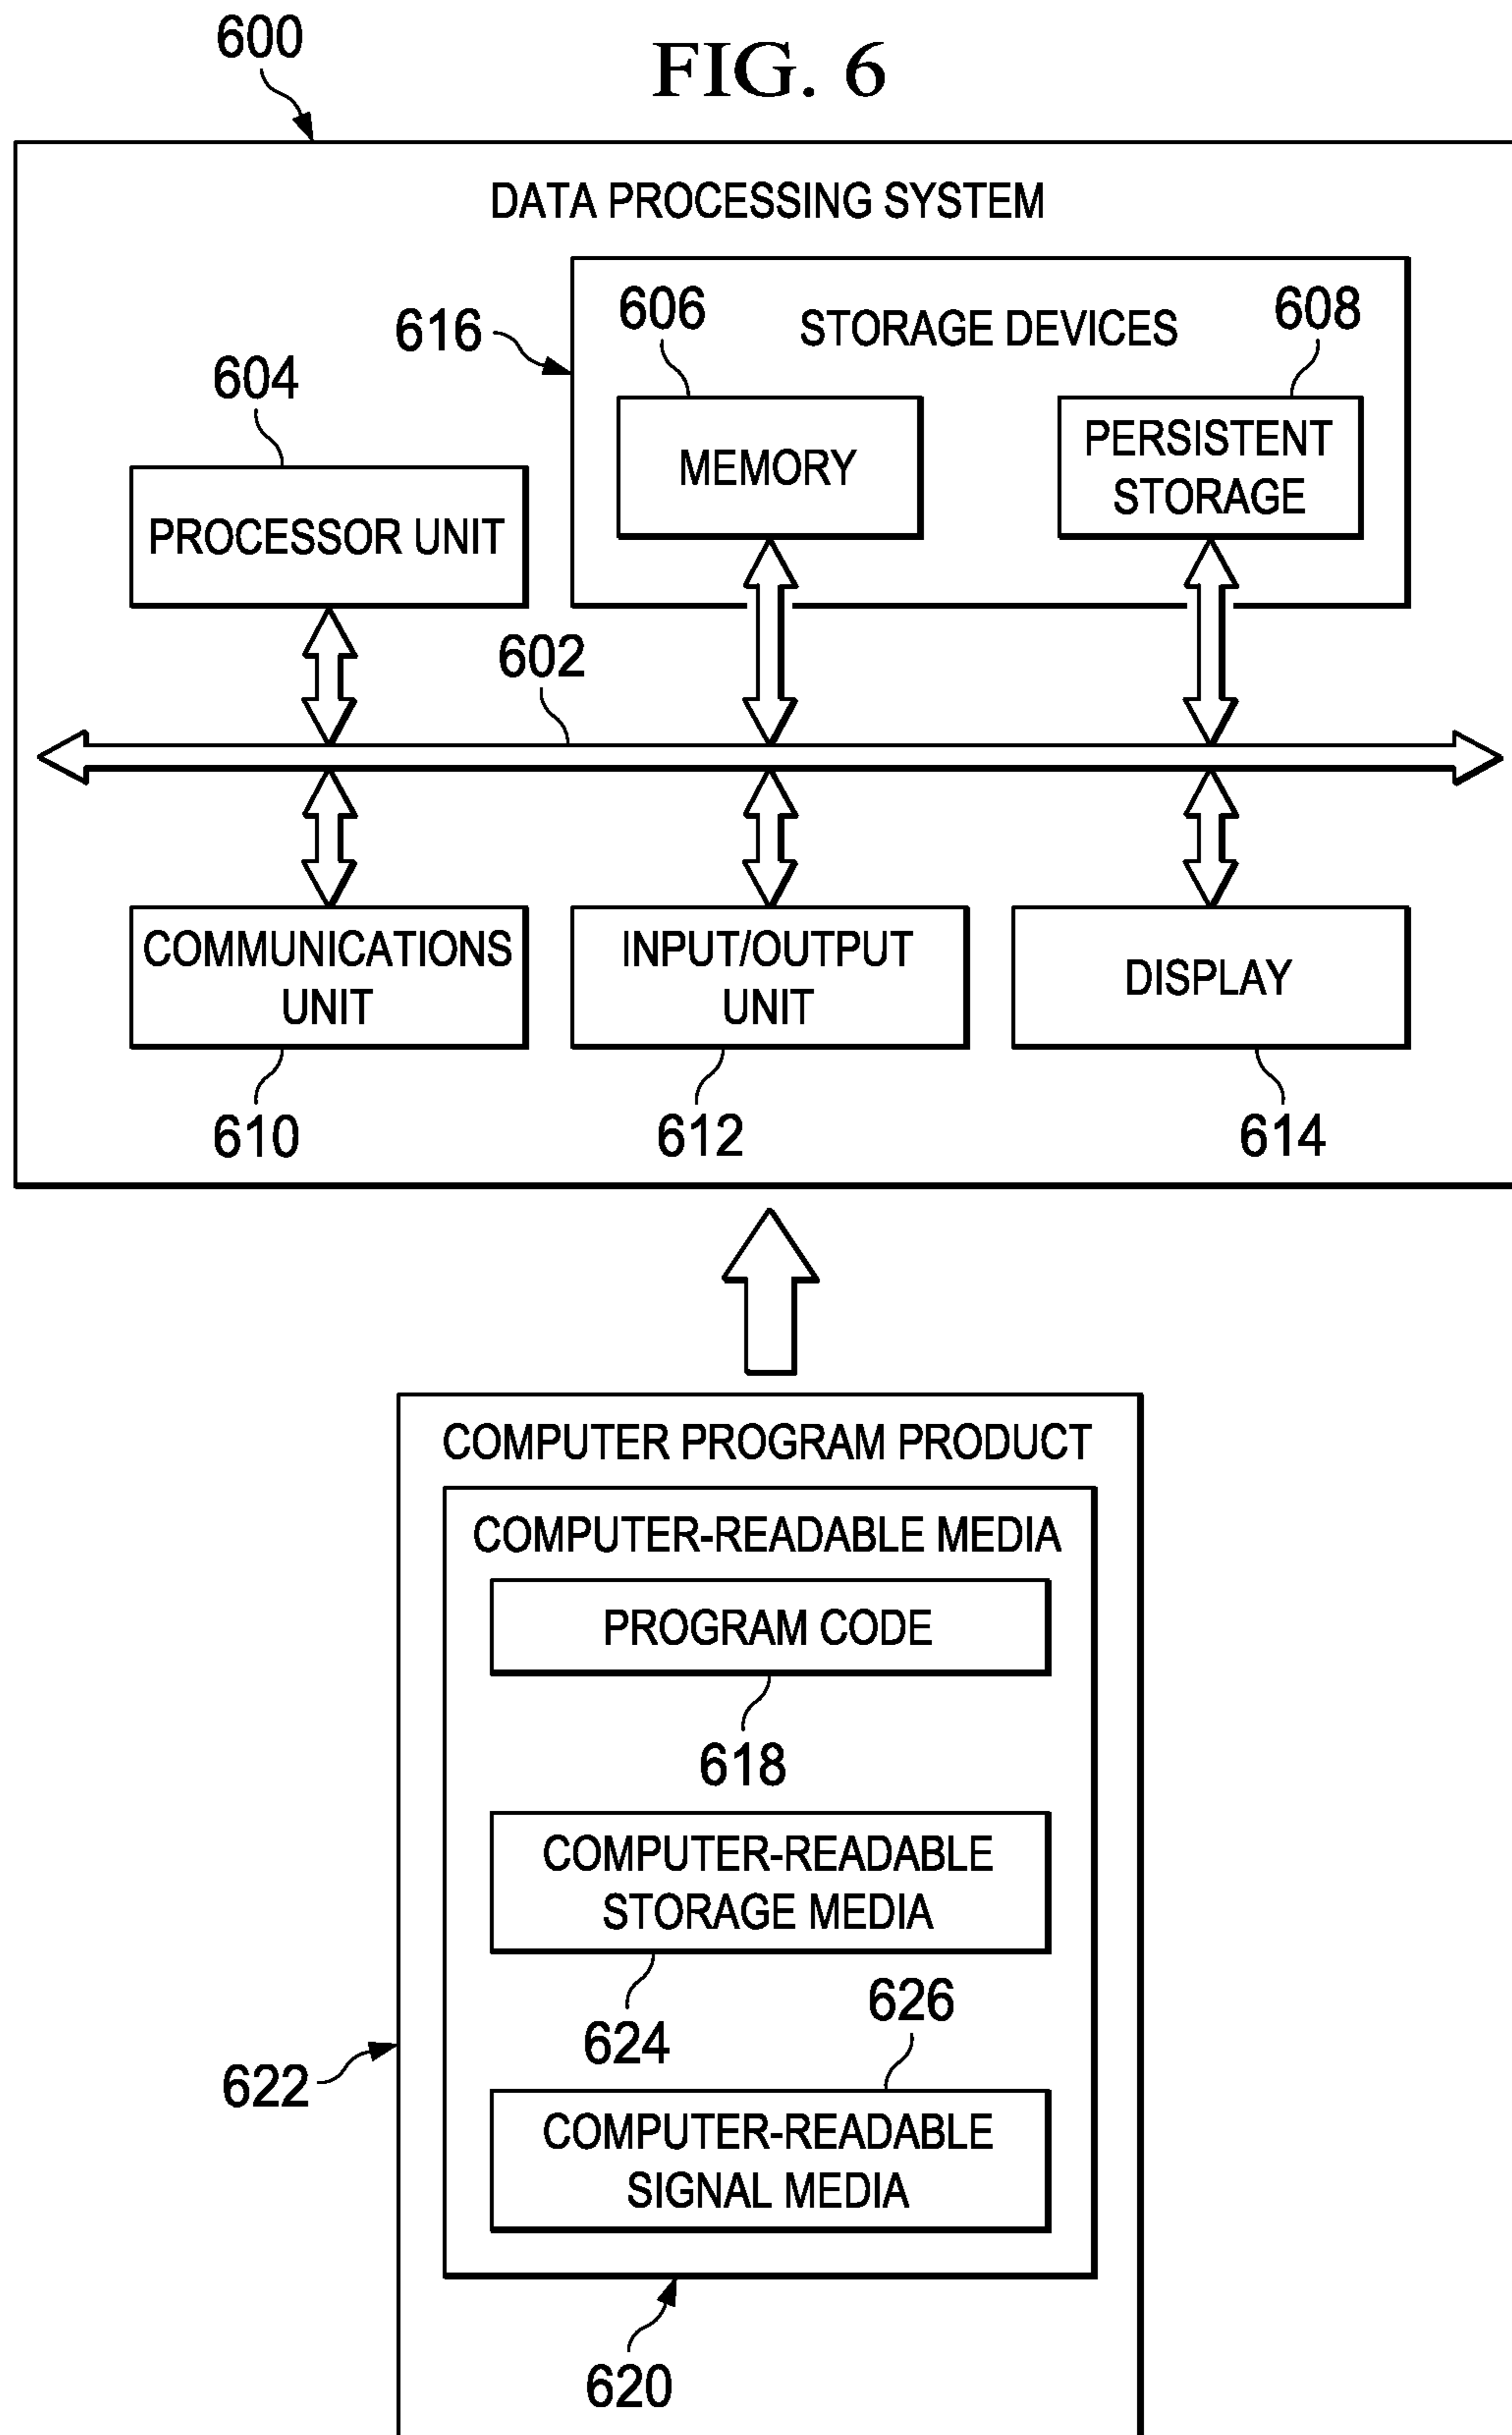 600
FIG. 6
DATA PROCESSING SYSTEM
616
606
STORAGE DEVICES
608
604
MEMORY
PERSISTENT
STORAGE
PROCESSOR UNIT
602
COMMUNICATIONS
UNIT
INPUT/OUTPUT
UNIT
DISPLAY
610
612
614
COMPUTER PROGRAM PRODUCT
COMPUTER-READABLE MEDIA
PROGRAM CODE
618
COMPUTER-READABLE
STORAGE MEDIA
624
626
622
COMPUTER-READABLE
SIGNAL MEDIA
620